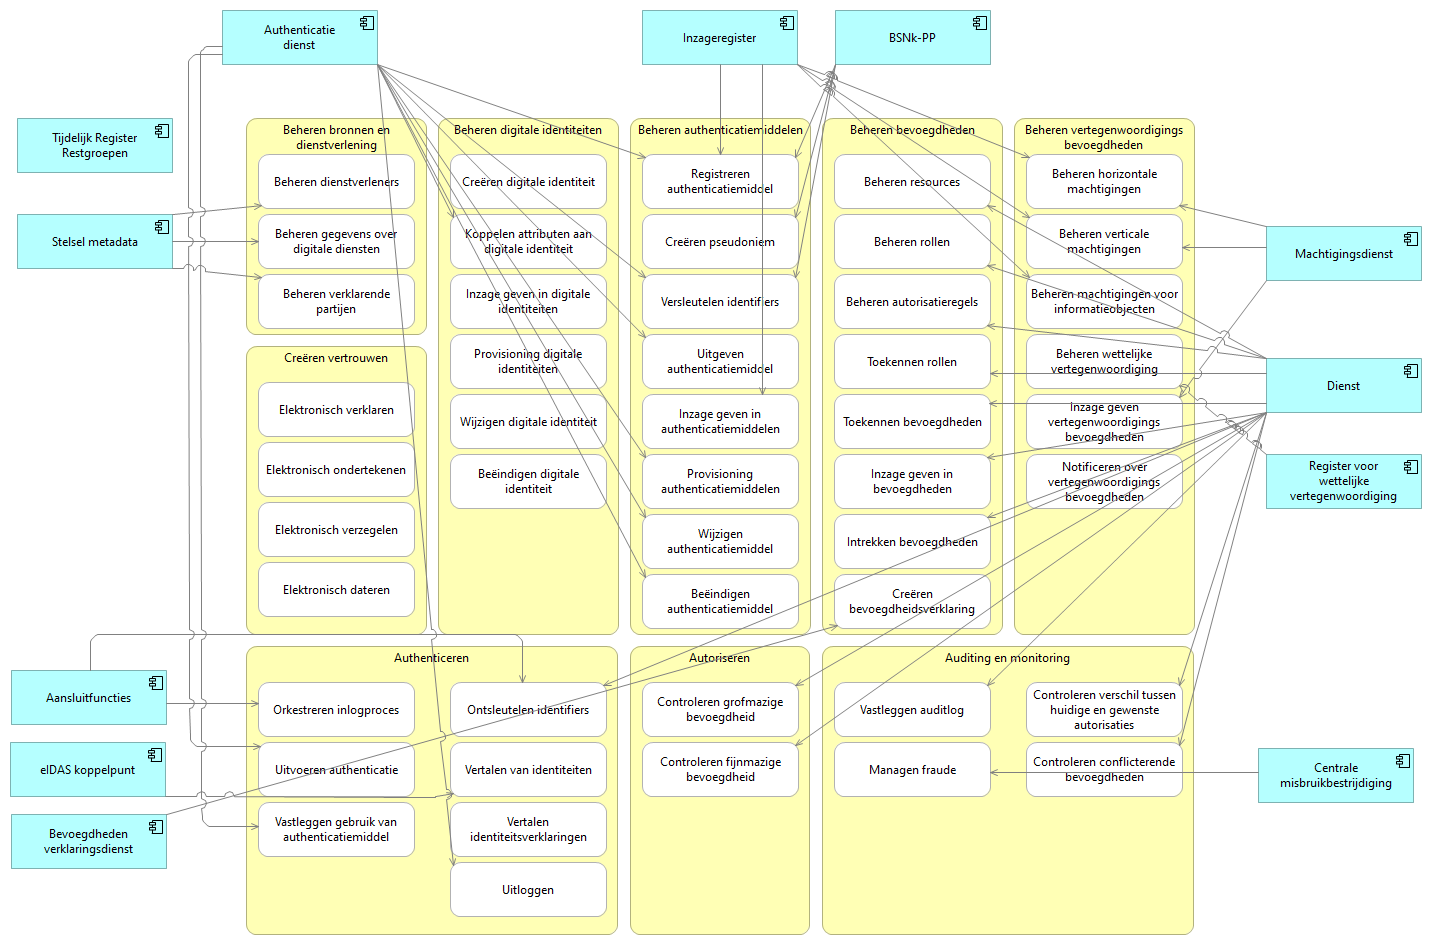 Authenticatie
dienst
Inzageregister
BSNk-PP
Tijdelijk Register
Restgroepen
Stelsel metadata
Beheren bronnen en
dienstverlening
Beheren dienstverleners
Beheren gegevens over
digitale diensten
Beheren verklarende
partijen
Creëren vertrouwen
Elektronisch verklaren
Elektronisch ondertekenen
Elektronisch verzegelen
Elektronisch dateren
Beheren digitale identiteiten
Creëren digitale identiteit
Koppelen attributen aan
digitale identiteit
Inzage geven in digitale
identiteiten
Provisioning digitale
identiteiten
Wijzigen digitale identiteit
Beëindigen digitale
identiteit
Beheren authenticatiemiddelen
Registreren
authenticatiemiddel
Creëren pseudoniem
Versleutelen identifiers
Uitgeven
authenticatiemiddel
Inzage geven in
authenticatiemiddelen
Provisioning
authenticatiemiddelen
Wijzigen
authenticatiemiddel
Beëindigen
authenticatiemiddel
Beheren bevoegdheden
Beheren resources
Beheren rollen
Beheren autorisatieregels
Toekennen rollen
Toekennen bevoegdheden
Inzage geven in
bevoegdheden
Intrekken bevoegdheden
Creëren
bevoegdheidsverklaring
Beheren vertegenwoordigings
bevoegdheden
Beheren horizontale
machtigingen
Beheren verticale
machtigingen
Beheren machtigingen voor
informatieobjecten
Beheren wettelijke
vertegenwoordiging
Inzage geven
vertegenwoordigings
bevoegdheden
Notificeren over
vertegenwoordigings
bevoegdheden
Machtigingsdienst
Dienst
Register voor
wettelijke
vertegenwoordiging
Aansluitfuncties
eIDAS koppelpunt
Bevoegdheden
verklaringsdienst
Authenticeren
Orkestreren inlogproces
Uitvoeren authenticatie
Vastleggen gebruik van
authenticatiemiddel
Ontsleutelen identifiers
Vertalen van identiteiten
Vertalen
identiteitsverklaringen
Uitloggen
Autoriseren
Controleren grofmazige
bevoegdheid
Controleren fijnmazige
bevoegdheid
Auditing en monitoring
Vastleggen auditlog
Managen fraude
Controleren verschil tussen
huidige en gewenste
autorisaties
Controleren conflicterende
bevoegdheden
Centrale
misbruikbestrijdiging